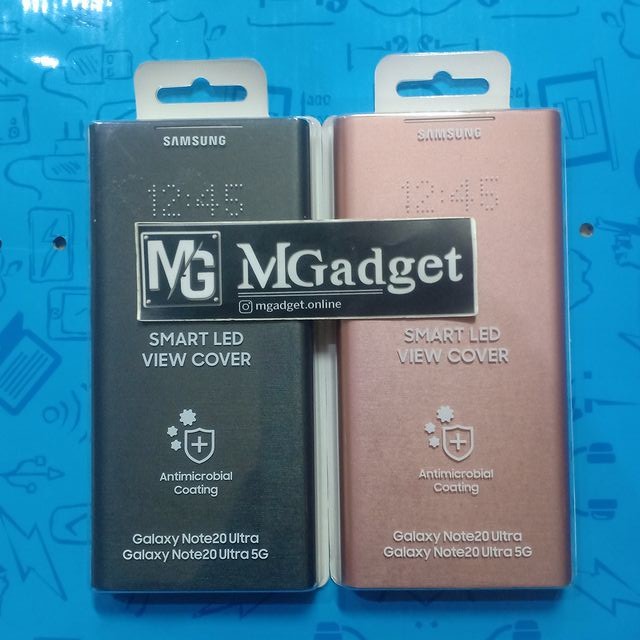 SAMSUNG
12:45
SAMSUNG
12:45
MG MGadget
mgadget.online
SMART LED
VIEW COVER
Antimicrobial
Coating
Galaxy Note20 Ultra
Galaxy Note20 Ultra 5G
SMART LED
VIEW COVER
Antimicrobial
Coating
Galaxy Note20 Ultra
Galaxy Note20 Ultra 5G